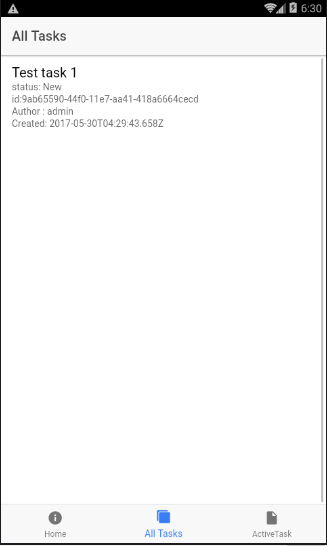 6:30
All Tasks
Test task 1
status: New
id:9ab65590-44f0-11e7-aa41-418a6664cecd
Author : admin
Created: 2017-05-30T04:29:43.658Z
Home
All Tasks
ActiveTask